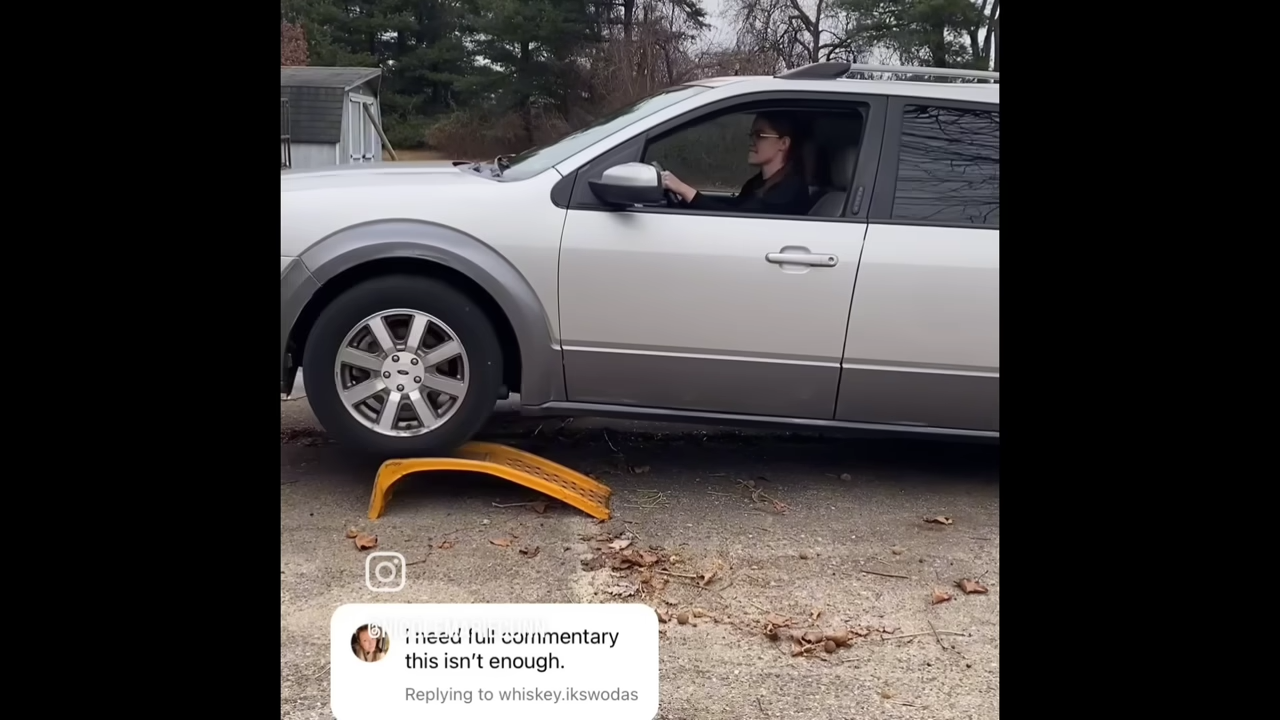 I need full commentary
this isn't enough.
Replying to whiskey.ikswodas